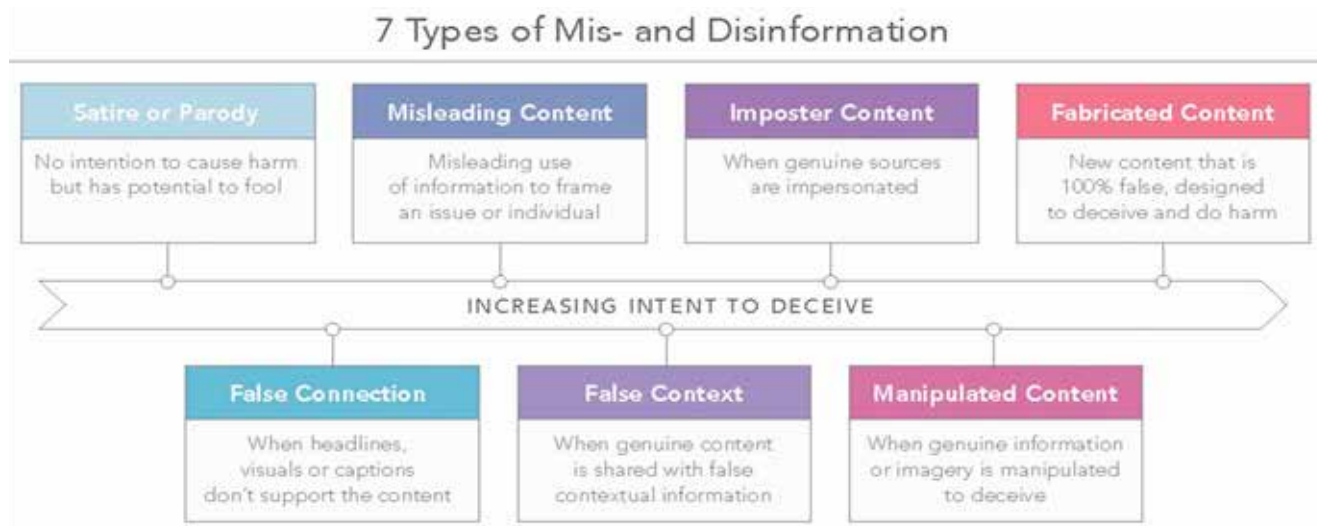 7 Types of Mis- and Disinformation
Satire or Parody
No intention to cause harm
but has potential to fool
Misleading Content
Misleading use
of information to frame
an issue or individual
Imposter Content
When genuine sources
are impersonated
Fabricated Content
New content that is
100% false, designed
to deceive and do harm
INCREASING INTENT TO DECEIVE
False Connection
When headlines,
visuals or captions
don't support the content
False Context
When genuine content
is shared with false
contextual information
Manipulated Content
When genuine information
or imagery is manipulated
to deceive